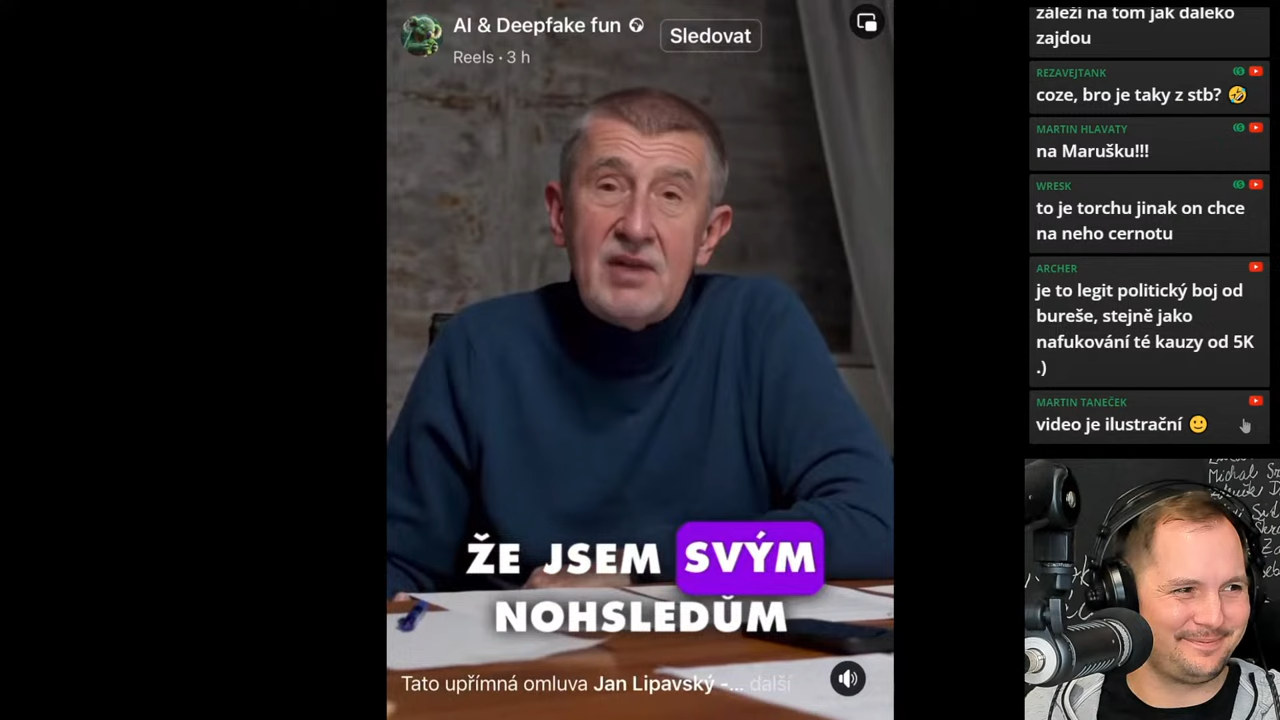 AI & Deepfake fun
Sledovat
Reels · 3 h
ŽE JSEM SVÝM
NOHSLEDŮM
Tato upřímná omluva Jan Lipavský -... další
záleží na tom jak daleko
zajdou
REZAVEJTANK
coze, bro je taky z stb? 🤣
MARTIN HLAVATY
na Marušku!!!
WRESK
to je torchu jinak on chce
na neho cernotu
ARCHER
je to legit politický boj od
bureše, stejně jako
nafukování té kauzy od 5K
.)
MARTIN TANEČEK
video je ilustrační 🙂
Michal